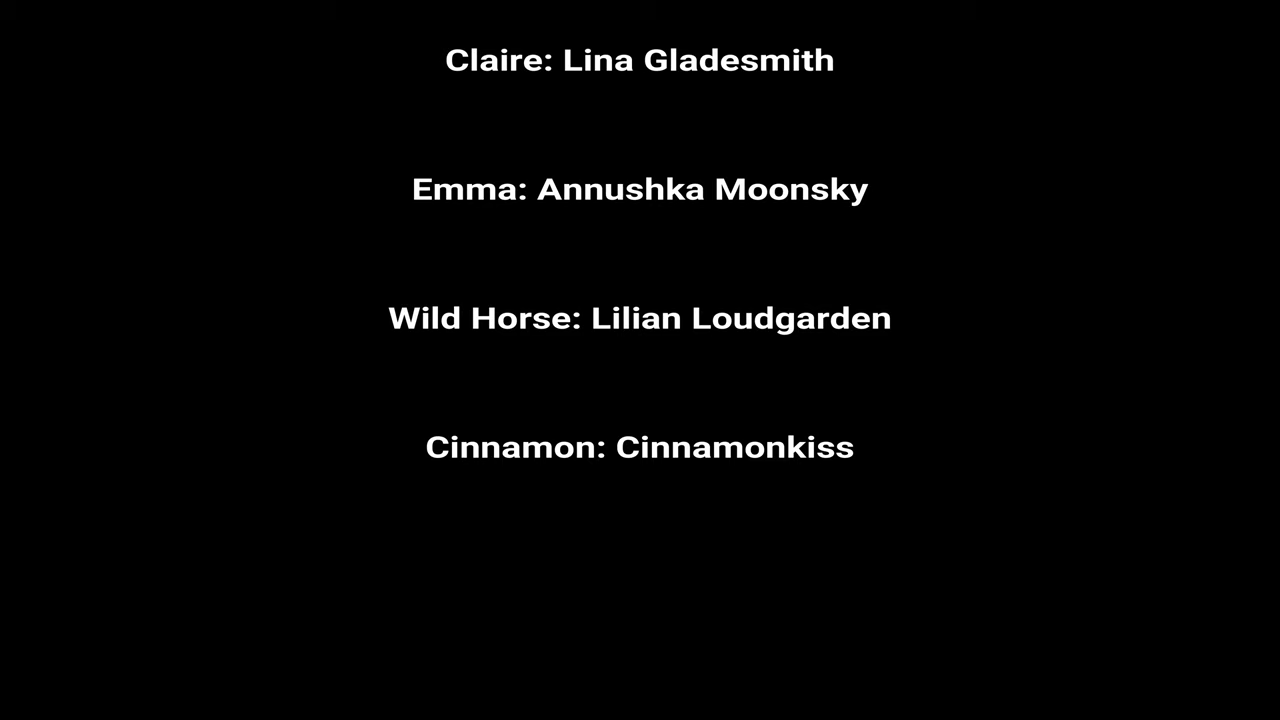 Claire: Lina Gladesmith
Emma: Annushka Moonsky
Wild Horse: Lilian Loudgarden
Cinnamon: Cinnamonkiss